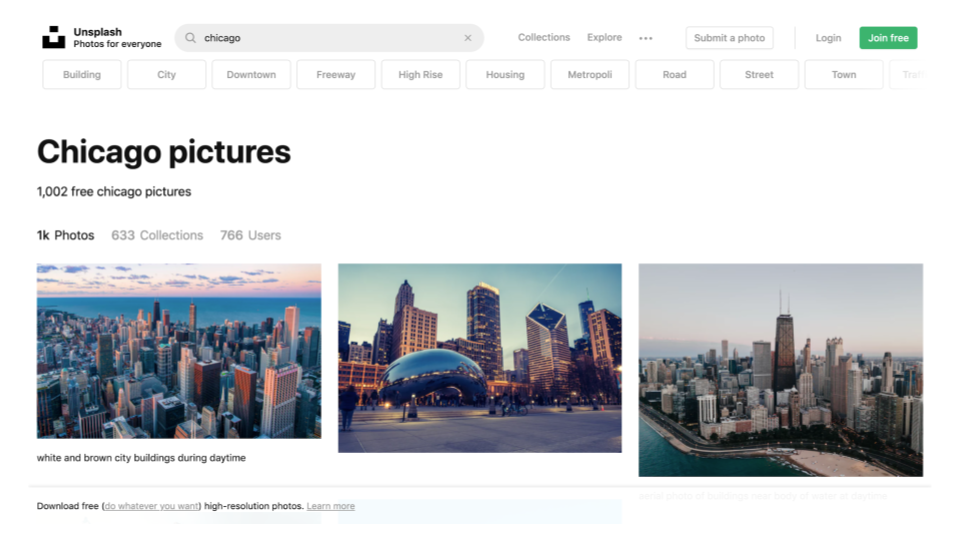 Unsplash
Photos for everyone
chicago
Collections Explore
Submit a photo
Login
Join free
Building City Downtown Freeway High Rise Housing Metropoli Road Street Town
Chicago pictures
1,002 free chicago pictures
1k Photos 633 Collections 766 Users
white and brown city buildings during daytime
aerial photo of buildings near body of water at daytime
Download free (do whatever you want) high-resolution photos. Learn more